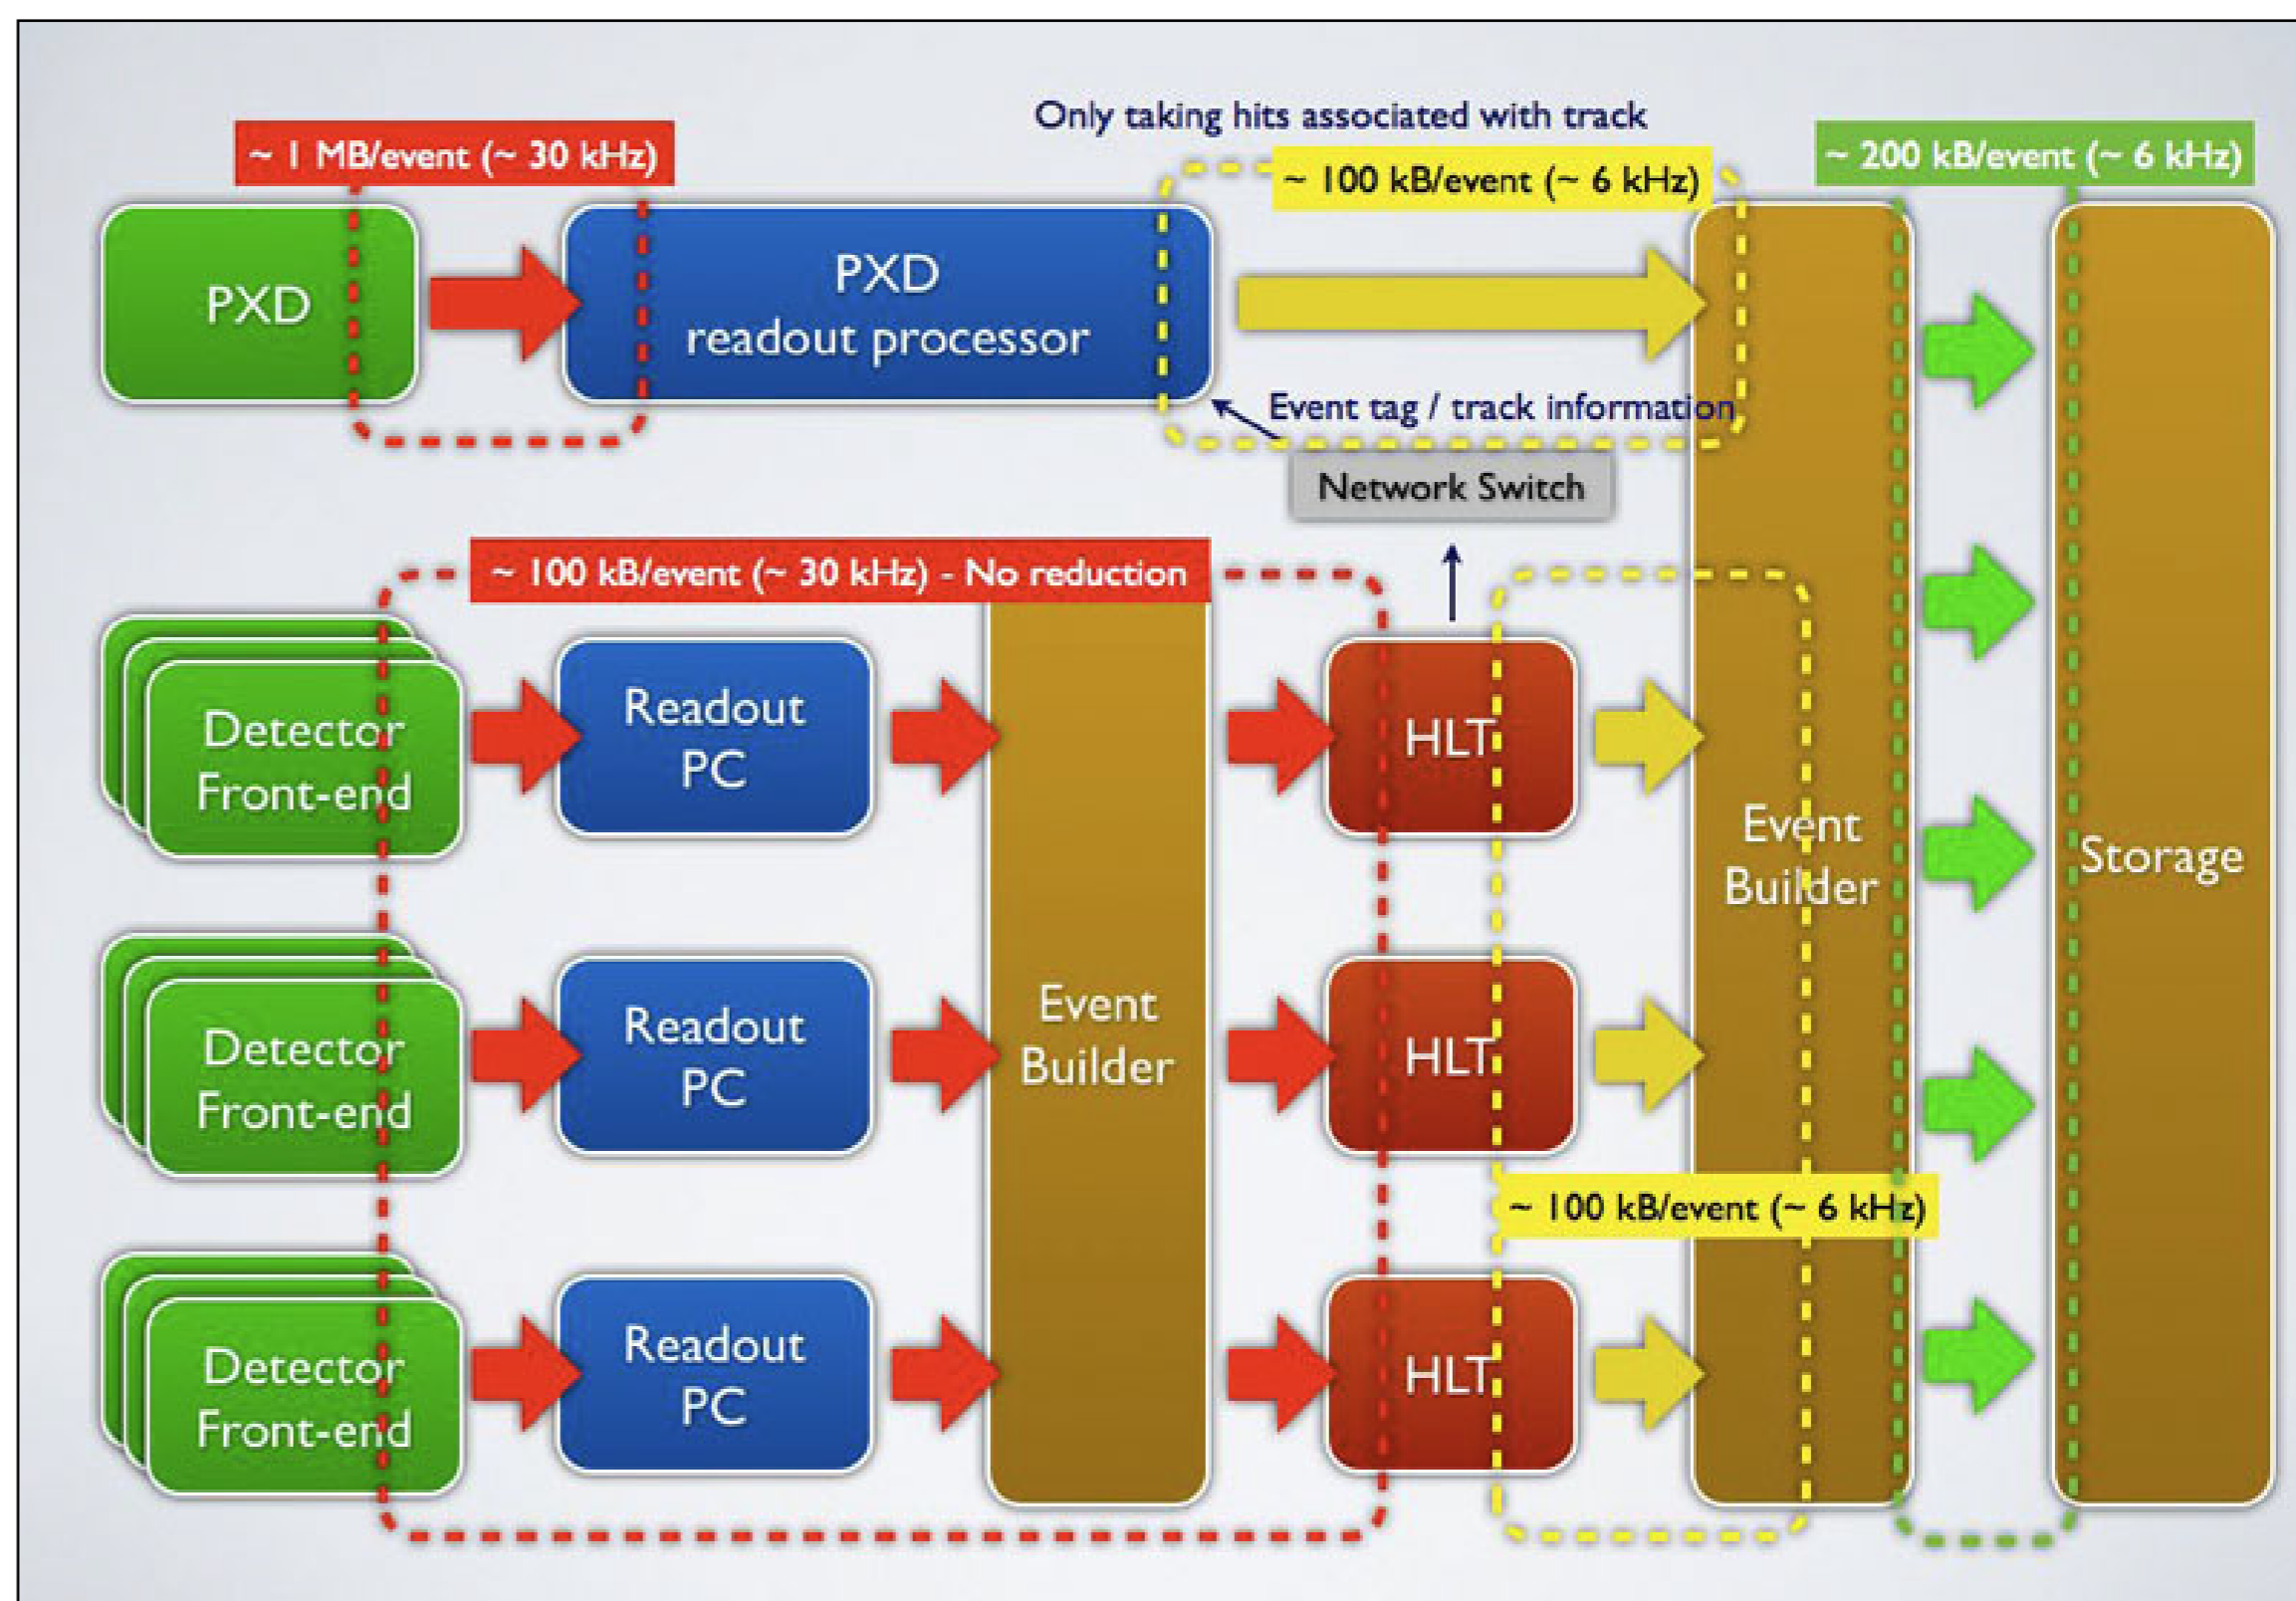 Only taking hits associated with track
~ 1 MB/event (~ 30 kHz)
~ 100 kB/event (~ 6 kHz)
~ 200 kB/event (~ 6 kHz)
PXD
PXD
readout processor
Event tag / track information
Network Switch
~ 100 kB/event (~ 30 kHz) - No reduction
Detector
Front-end
Readout
PC
HLT
Detector
Front-end
Readout
PC
Event
Builder
HLT
Event
Builder
Storage
~ 100 kB/event (~ 6 kHz)
Detector
Front-end
Readout
PC
HLT